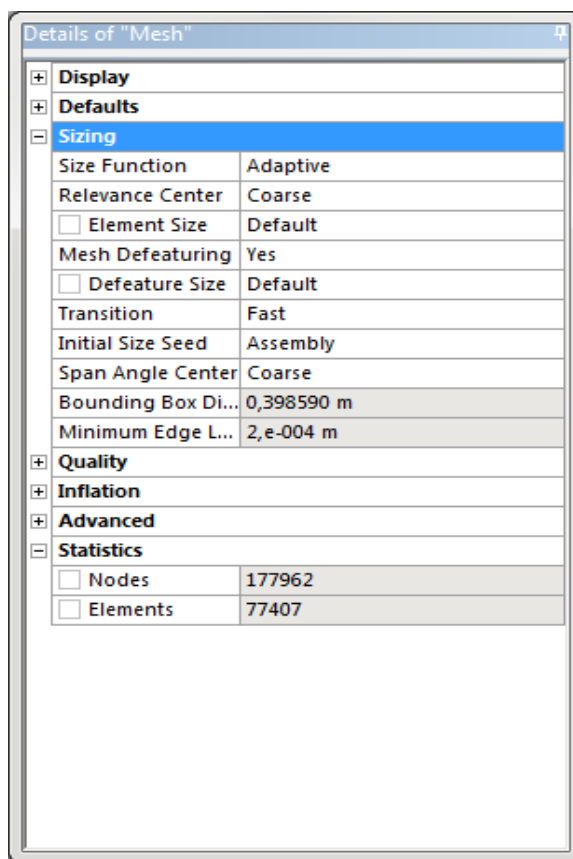 Details of "Mesh"
Display
Defaults
Sizing
Size Function Adaptive
Relevance Center Coarse
Element Size Default
Mesh Defeaturing Yes
Defeature Size Default
Transition Fast
Initial Size Seed Assembly
Span Angle Center Coarse
Bounding Box Di... 0,398590 m
Minimum Edge L... 2,e-004 m
Quality
Inflation
Advanced
Statistics
Nodes 177962
Elements 77407